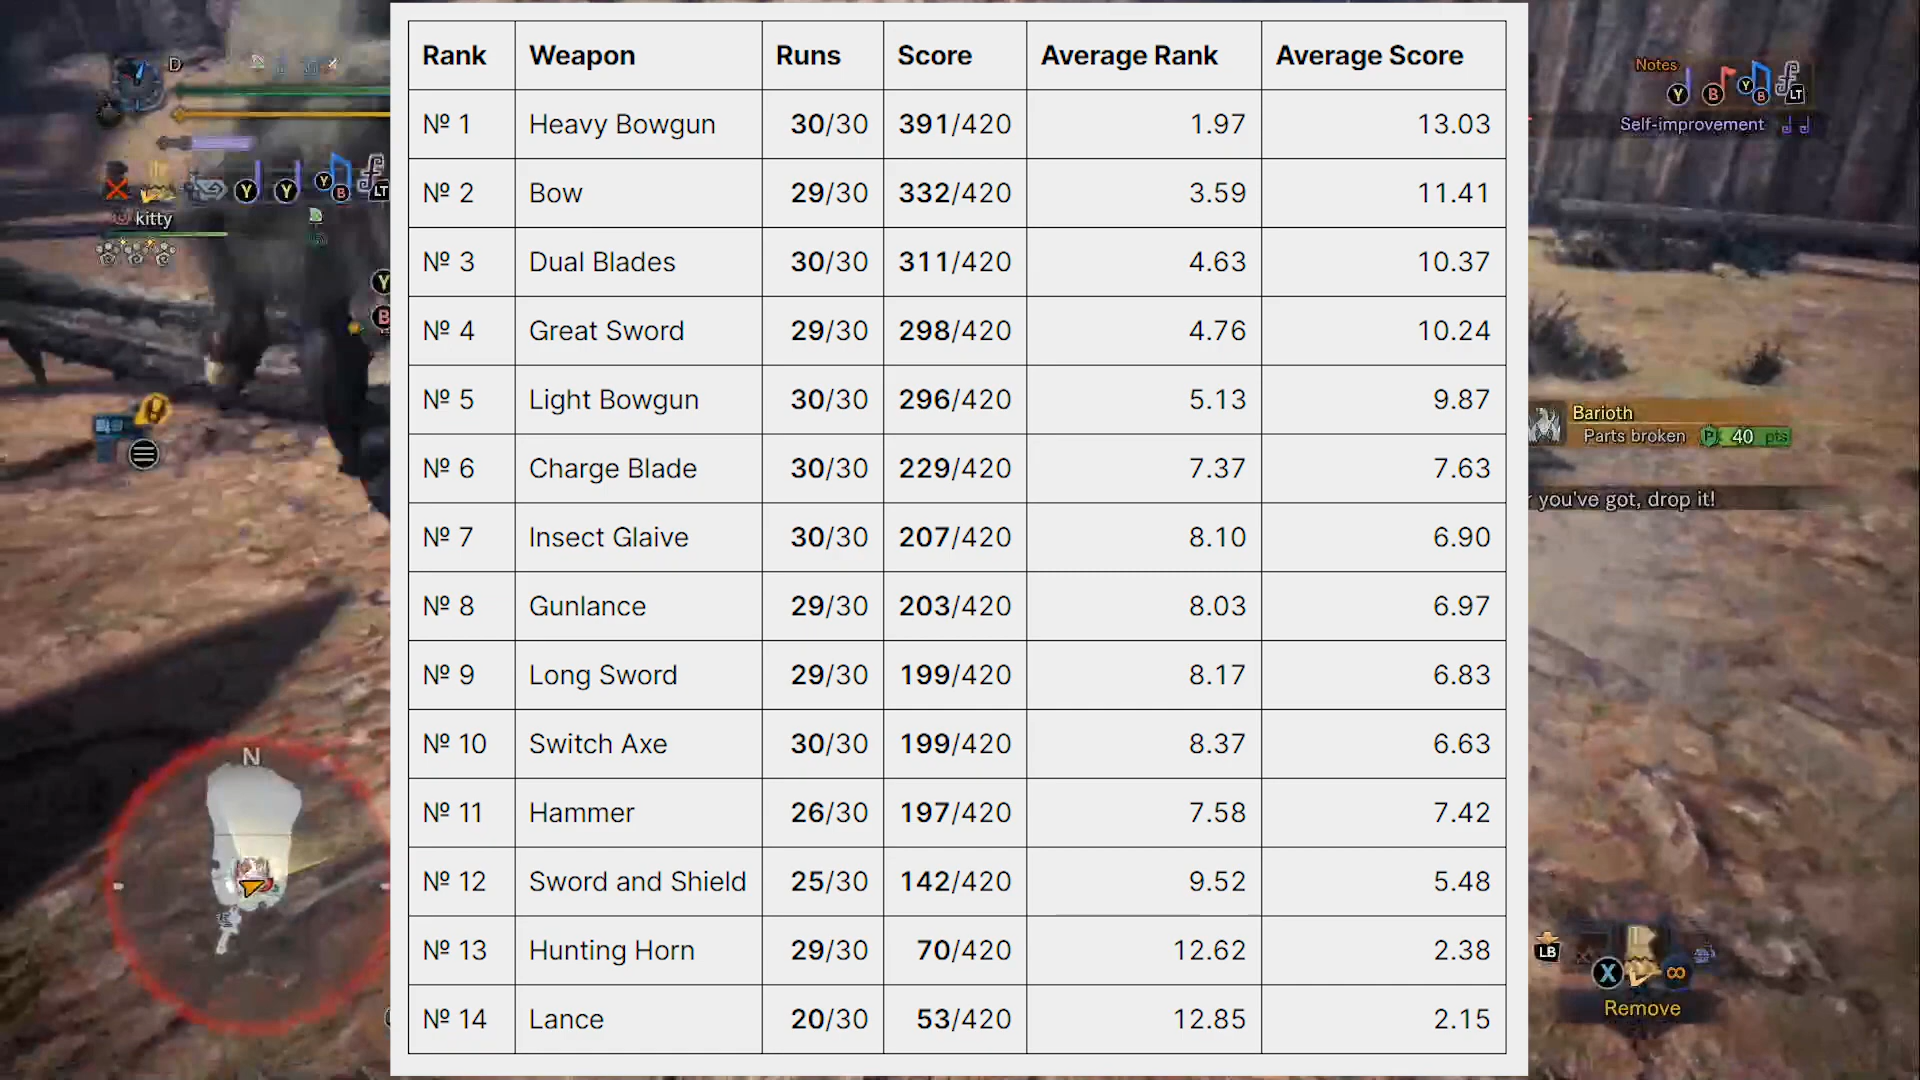 Rank Weapon Runs Score Average Rank Average Score
№ 1 Heavy Bowgun 30/30 391/420 1.97 13.03
№ 2 Bow 29/30 332/420 3.59 11.41
№ 3 Dual Blades 30/30 311/420 4.63 10.37
№ 4 Great Sword 29/30 298/420 4.76 10.24
№ 5 Light Bowgun 30/30 296/420 5.13 9.87
№ 6 Charge Blade 30/30 229/420 7.37 7.63
№ 7 Insect Glaive 30/30 207/420 8.10 6.90
№ 8 Gunlance 29/30 203/420 8.03 6.97
№ 9 Long Sword 29/30 199/420 8.17 6.83
№ 10 Switch Axe 30/30 199/420 8.37 6.63
№ 11 Hammer 26/30 197/420 7.58 7.42
№ 12 Sword and Shield 25/30 142/420 9.52 5.48
№ 13 Hunting Horn 29/30 70/420 12.62 2.38
№ 14 Lance 20/30 53/420 12.85 2.15
D
Y Y Y B LT
kitty
Y
B
N
Notes
Y B Y B LT
Self-improvement
Barioth
Parts broken P 40 pts
you've got, drop it!
LB
X ∞
Remove